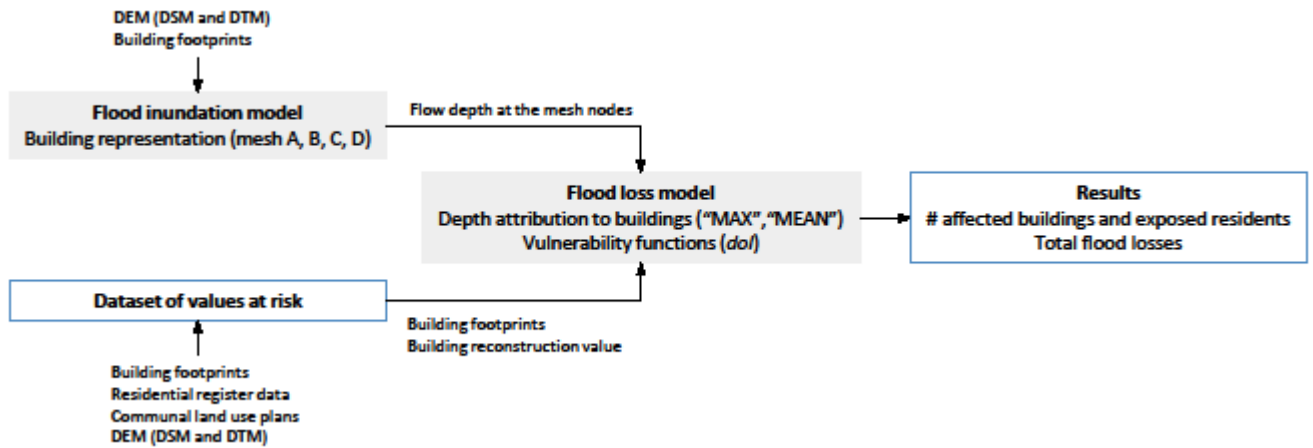 DEM (DSM and DTM)
Building footprints
Flood inundation model
Building representation (mesh A, B, C, D)
Flow depth at the mesh nodes
Flood loss model
Depth attribution to buildings (“MAX”,“MEAN”)
Vulnerability functions (dol)
Results
# affected buildings and exposed residents
Total flood losses
Dataset of values at risk
Building footprints
Building reconstruction value
Building footprints
Residential register data
Communal land use plans
DEM (DSM and DTM)